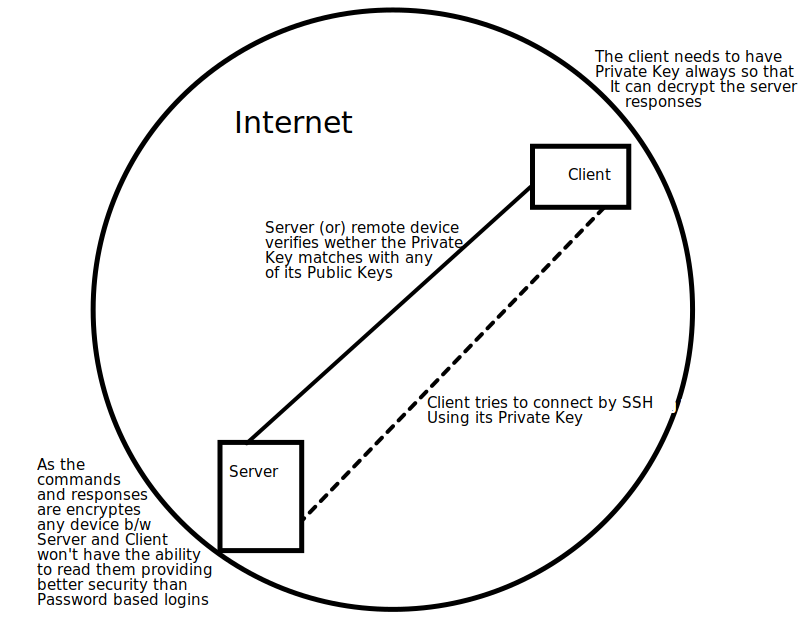 The client needs to have
Private Key always so that
It can decrypt the server
responses
Internet
Client
Server (or) remote device
verifies wether the Private
Key matches with any
of its Public Keys
Client tries to connect by SSH
Using its Private Key
Server
As the
commands
and responses
are encryptes
any device b/w
Server and Client
won't have the ability
to read them providing
better security than
Password based logins